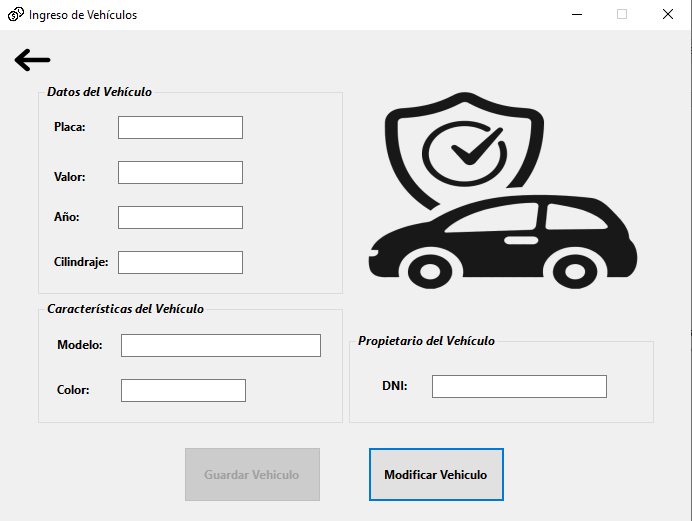 Ingreso de Vehículos
Datos del Vehículo
Placa:
Valor:
Año:
Cilindraje:
Características del Vehículo
Modelo:
Color:
Propietario del Vehículo
DNI:
Guardar Vehiculo
Modificar Vehiculo